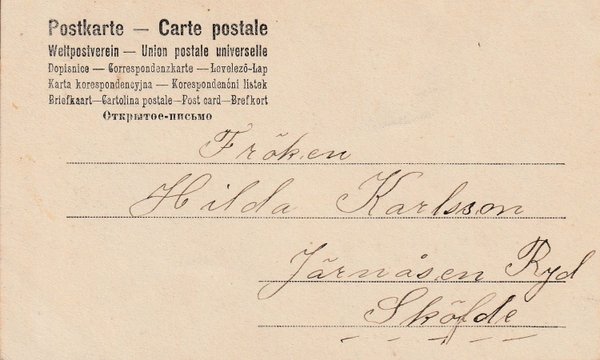 Postkarte — Carte postale
Weltpostverein — Union postale universelle
Dopisnice — Correspondenzkarte — Levelező-Lap
Karta korespondencyjna — Korespondenční lístek
Briefkaart—Cartolina postale—Post card—Brefkort
Открытое-письмо
Fröken
Hilda Karlsson
Järnåsen Ryd
Sköfde